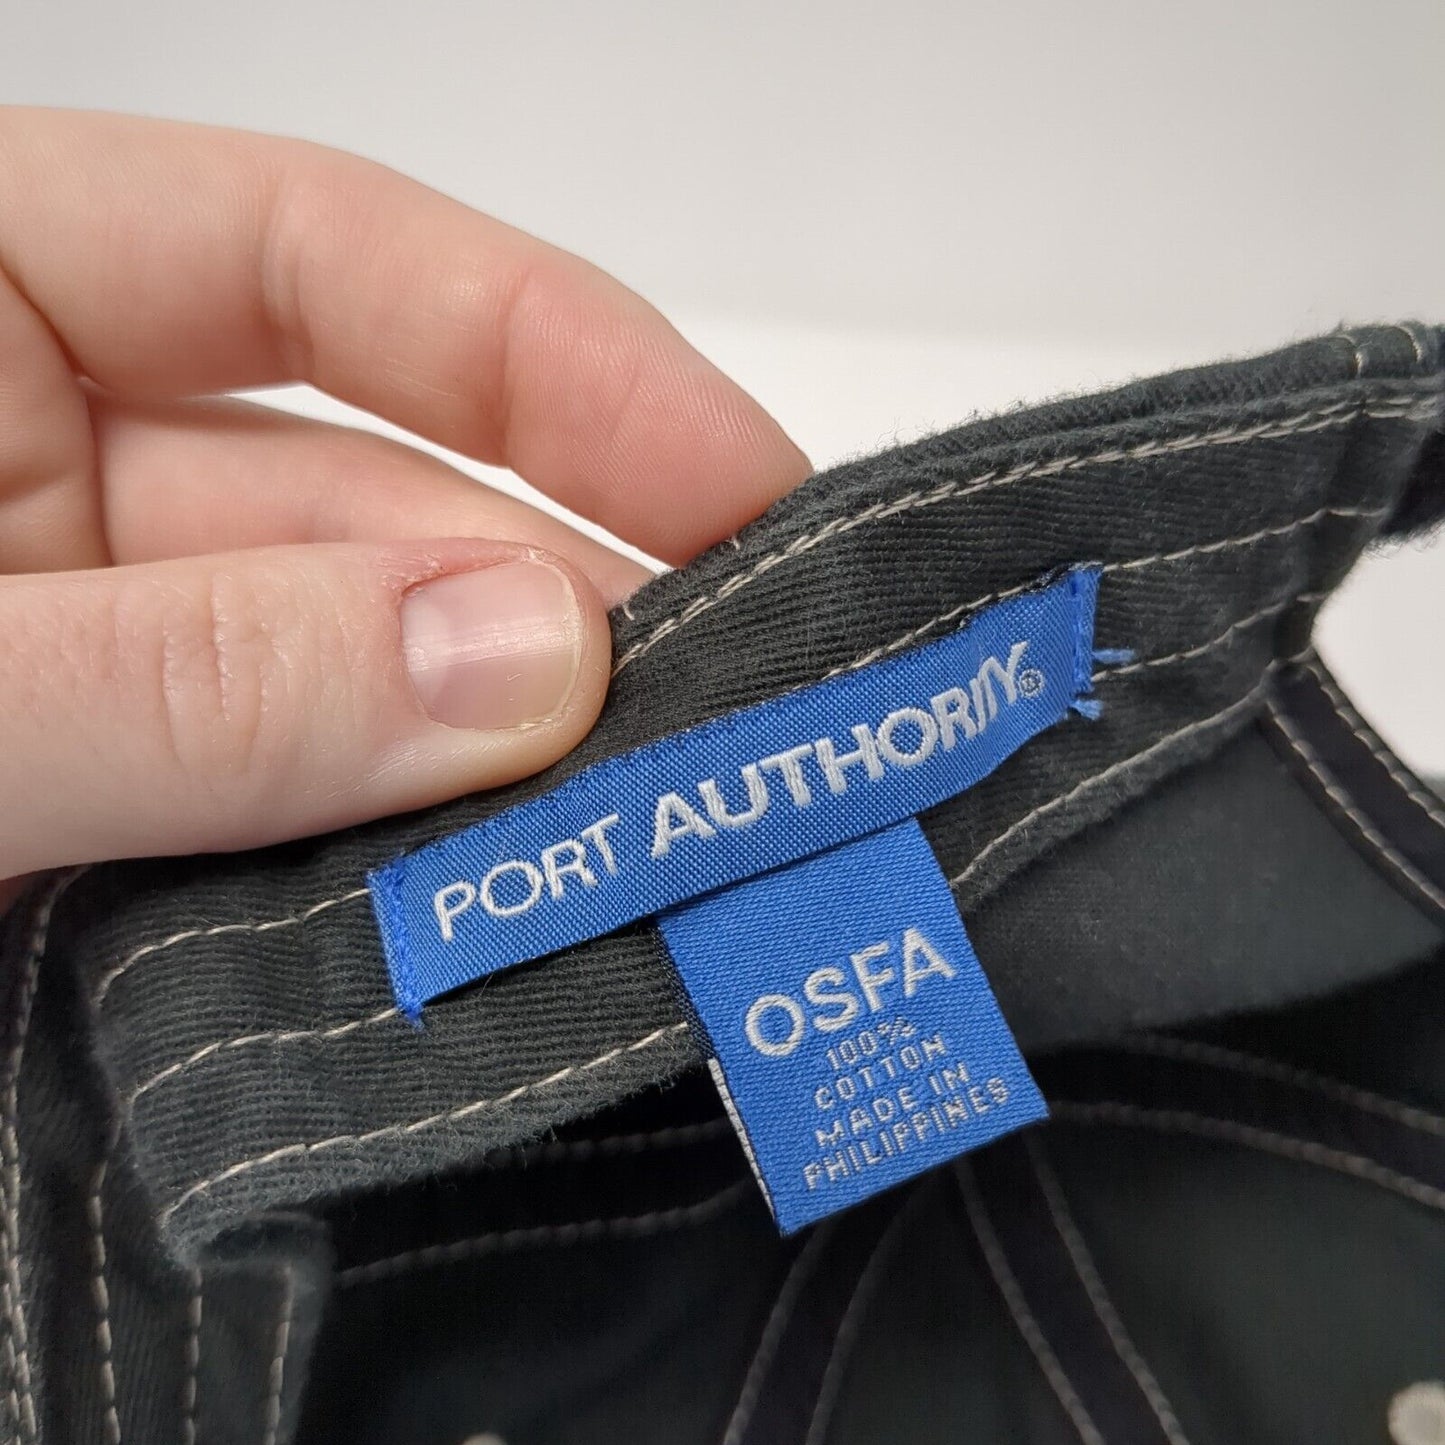 PORT AUTHORITY®
OSFA
100%
COTTON
MADE IN
PHILIPPINES